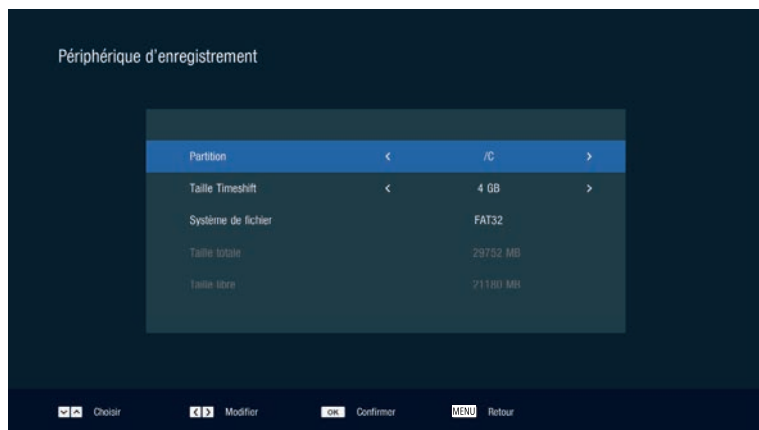 Périphérique d'enregistrement
Partition < /C >
Taille Timeshift < 4 GB >
Système de fichier FAT32
Taille totale 29752 MB
Taille libre 21180 MB
Choisir < > Modifier OK Confirmer MENU Retour